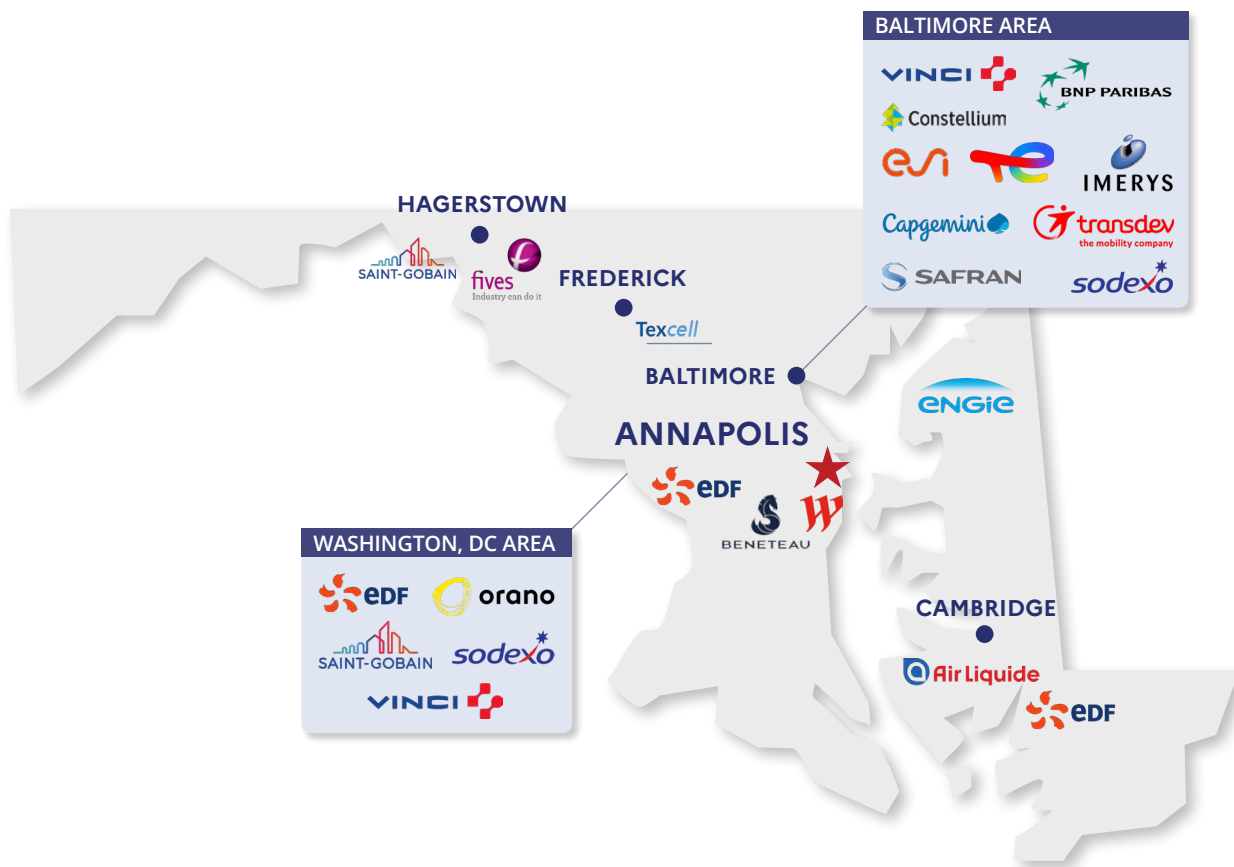 BALTIMORE AREA
VINCI
BNP PARIBAS
Constellium
esi
TE
IMERYS
Capgemini
transdev
the mobility company
SAFRAN
sodexo
HAGERSTOWN
SAINT-GOBAIN
fives
Industry can do it
FREDERICK
Texcell
BALTIMORE
ENGIE
ANNAPOLIS
eDF
W
BENETEAU
WASHINGTON, DC AREA
eDF
orano
SAINT-GOBAIN
sodexo
VINCI
CAMBRIDGE
Air Liquide
eDF